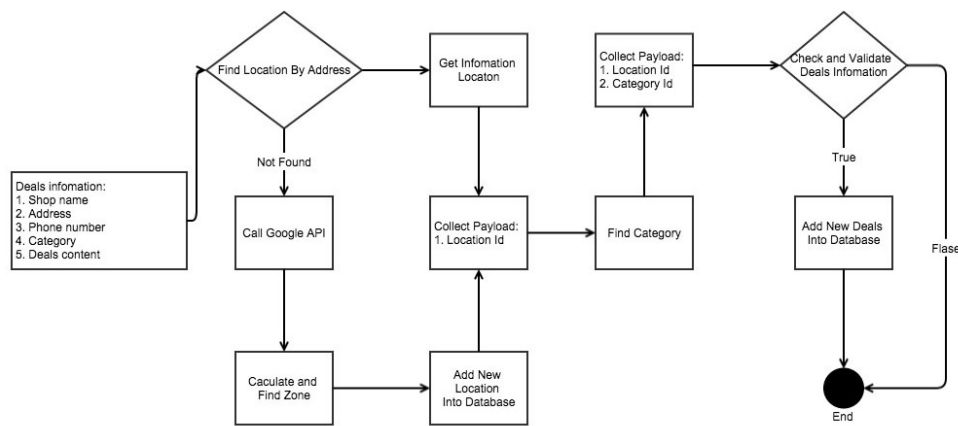 Find Location By Address
Get Infomation
Locaton
Collect Payload:
1. Location Id
2. Category Id
Check and Validate
Deals Infomation
Not Found
True
Deals infomation:
1. Shop name
2. Address
3. Phone number
4. Category
5. Deals content
Call Google API
Collect Payload:
1. Location Id
Find Category
Add New Deals
Into Database
Flase
Caculate and
Find Zone
Add New
Location
Into Database
End